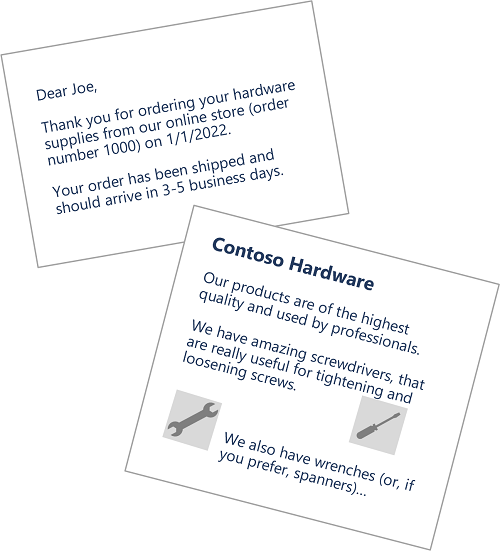 Dear Joe,
Thank you for ordering your hardware
supplies from our online store (order
number 1000) on 1/1/2022.
Your order has been shipped and
should arrive in 3-5 business days.
Contoso Hardware
Our products are of the highest
quality and used by professionals.
We have amazing screwdrivers, that
are really useful for tightening and
loosening screws.
We also have wrenches (or, if
you prefer, spanners)...